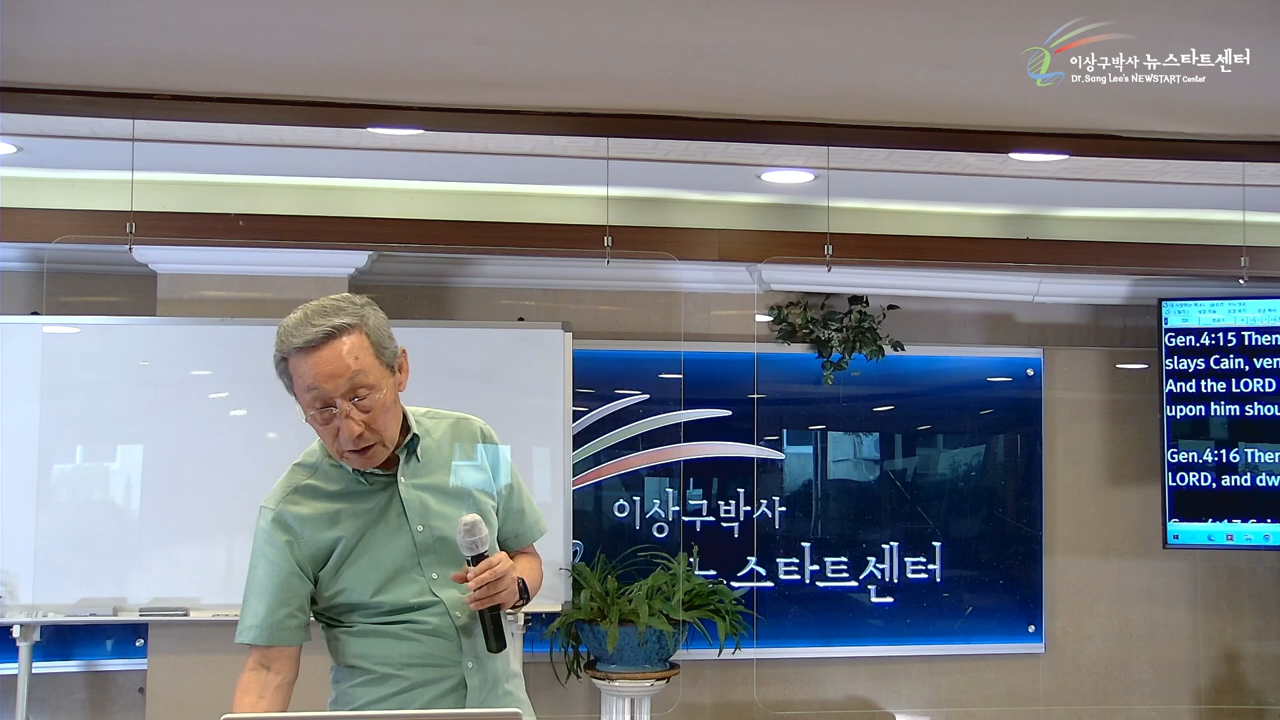 이상구박사 뉴스타트센터
Dr.Sang Lee's NEWSTART Center
이상구박사
스타트센터
Gen.4:15 Then
slays Cain, ven
And the LORD
upon him shou
Gen.4:16 Then
LORD, and dw